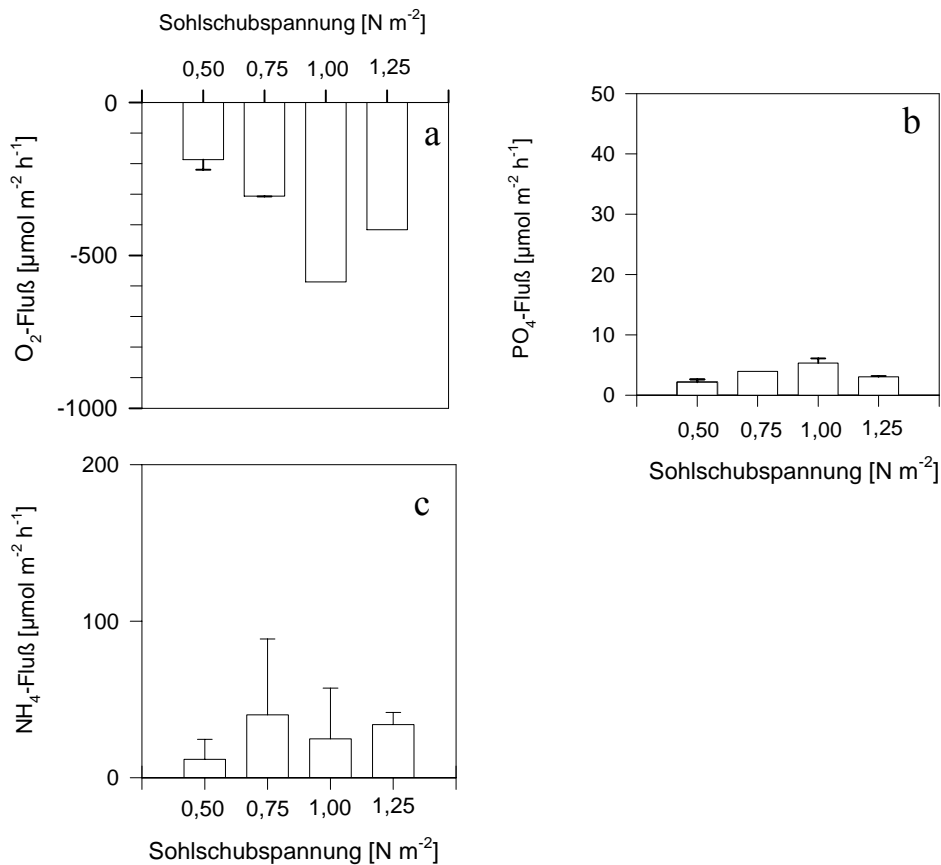 Sohlschubspannung [N m⁻²]
0,50 0,75 1,00 1,25
0
-500
-1000
O₂-Fluß [µmol m⁻² h⁻¹]
a
50
40
30
20
10
0
PO₄-Fluß [µmol m⁻² h⁻¹]
b
0,50 0,75 1,00 1,25
Sohlschubspannung [N m⁻²]
200
100
0
NH₄-Fluß [µmol m⁻² h⁻¹]
c
0,50 0,75 1,00 1,25
Sohlschubspannung [N m⁻²]